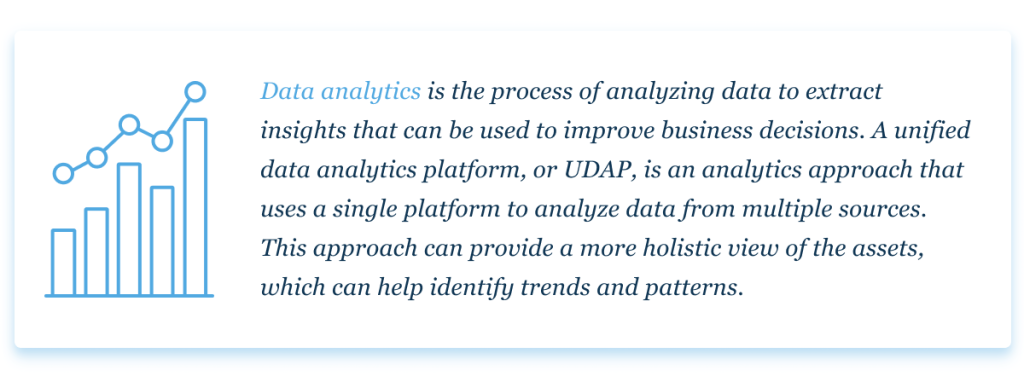 Data analytics is the process of analyzing data to extract
insights that can be used to improve business decisions. A unified
data analytics platform, or UDAP, is an analytics approach that
uses a single platform to analyze data from multiple sources.
This approach can provide a more holistic view of the assets,
which can help identify trends and patterns.